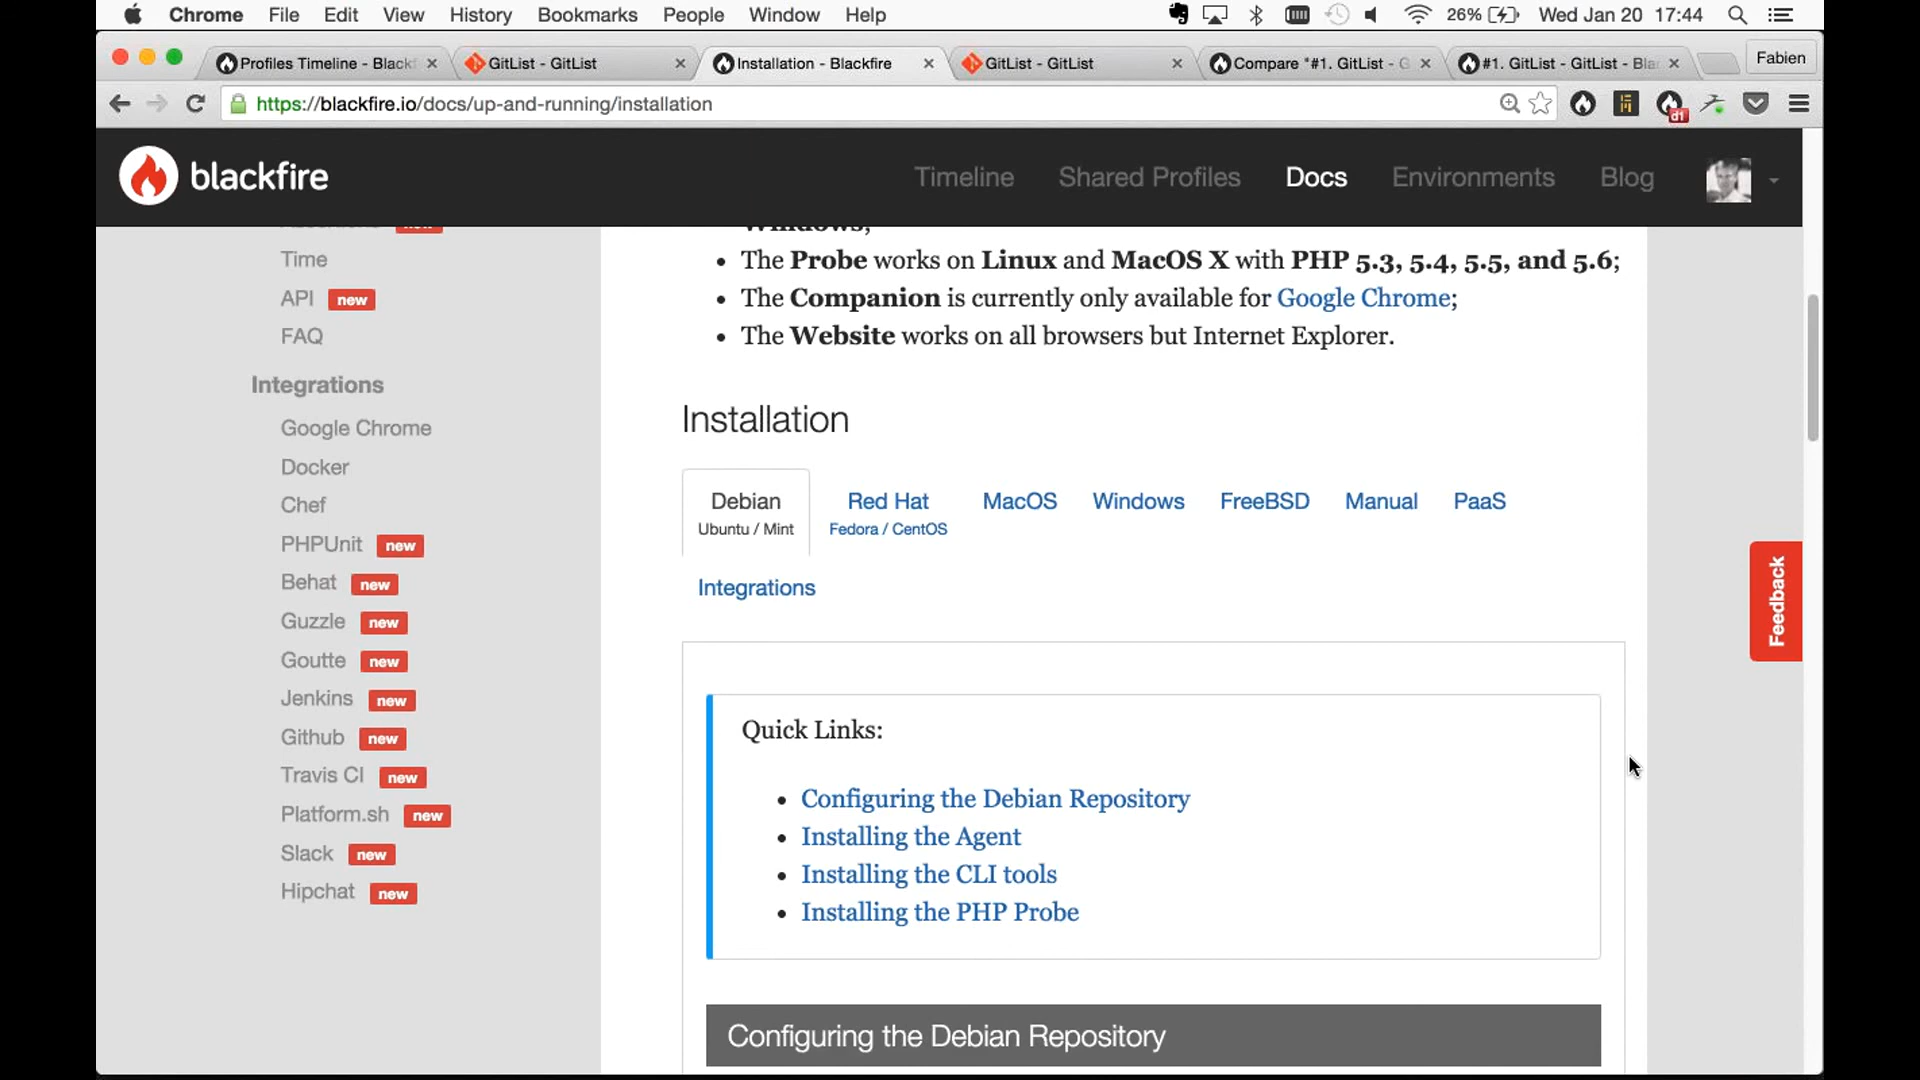 Chrome File Edit View History Bookmarks People Window Help 26% Wed Jan 20 17:44
Profiles Timeline - Blackf GitList - GitList Installation - Blackfire GitList - GitList Compare "#1. GitList - G #1. GitList - GitList - Bla Fabien
https://blackfire.io/docs/up-and-running/installation d1
blackfire Timeline Shared Profiles Docs Environments Blog
Time
API new
FAQ
Integrations
Google Chrome
Docker
Chef
PHPUnit new
Behat new
Guzzle new
Goutte new
Jenkins new
Github new
Travis CI new
Platform.sh new
Slack new
Hipchat new
Windows;
• The Probe works on Linux and MacOS X with PHP 5.3, 5.4, 5.5, and 5.6;
• The Companion is currently only available for Google Chrome;
• The Website works on all browsers but Internet Explorer.
Installation
Debian Red Hat MacOS Windows FreeBSD Manual PaaS
Ubuntu / Mint Fedora / CentOS
Integrations
Quick Links:
• Configuring the Debian Repository
• Installing the Agent
• Installing the CLI tools
• Installing the PHP Probe
Configuring the Debian Repository
Feedback